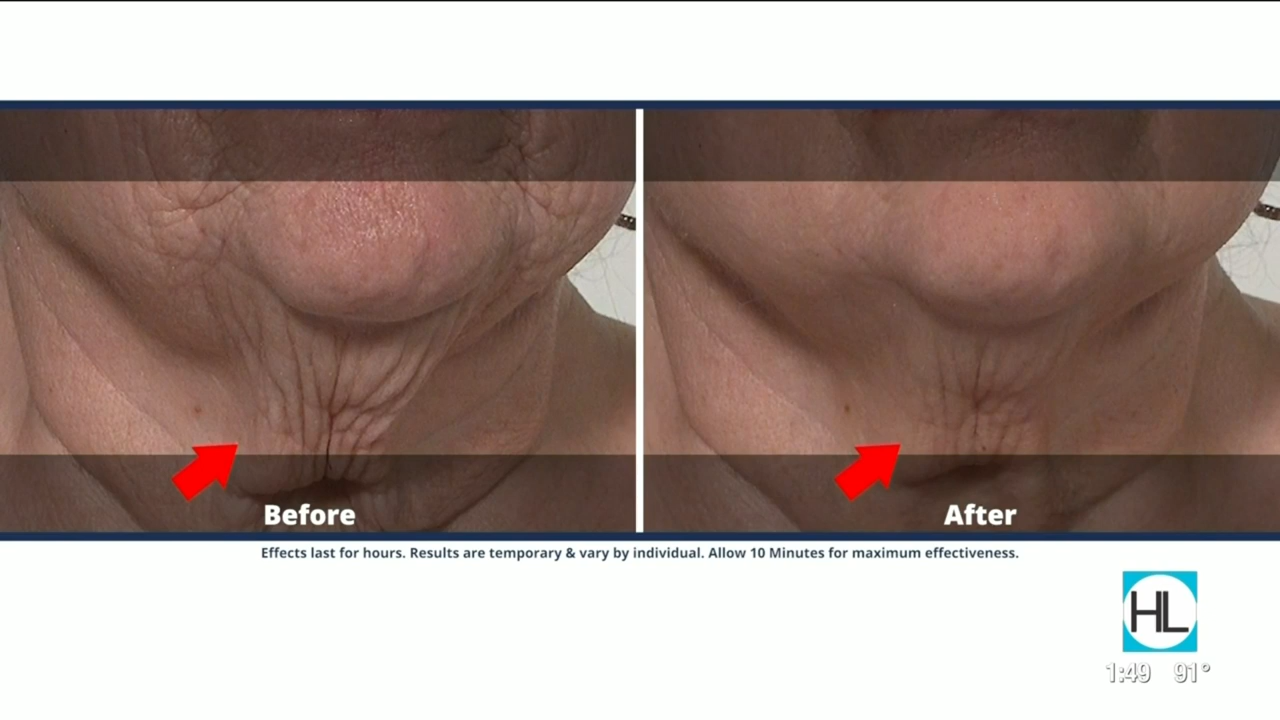 Before
After
Effects last for hours. Results are temporary & vary by individual. Allow 10 Minutes for maximum effectiveness.
HL
1:49 91°